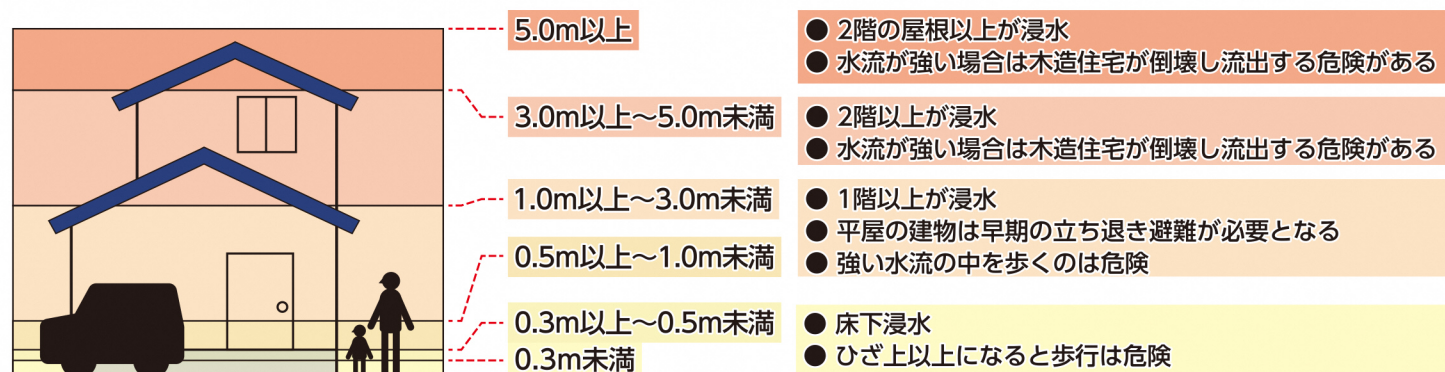 5.0m以上
● 2階の屋根以上が浸水
● 水流が強い場合は木造住宅が倒壊し流出する危険がある
3.0m以上～5.0m未満
● 2階以上が浸水
● 水流が強い場合は木造住宅が倒壊し流出する危険がある
1.0m以上～3.0m未満
0.5m以上～1.0m未満
● 1階以上が浸水
● 平屋の建物は早期の立ち退き避難が必要となる
● 強い水流の中を歩くのは危険
0.3m以上～0.5m未満
0.3m未満
● 床下浸水
● ひざ上以上になると歩行は危険